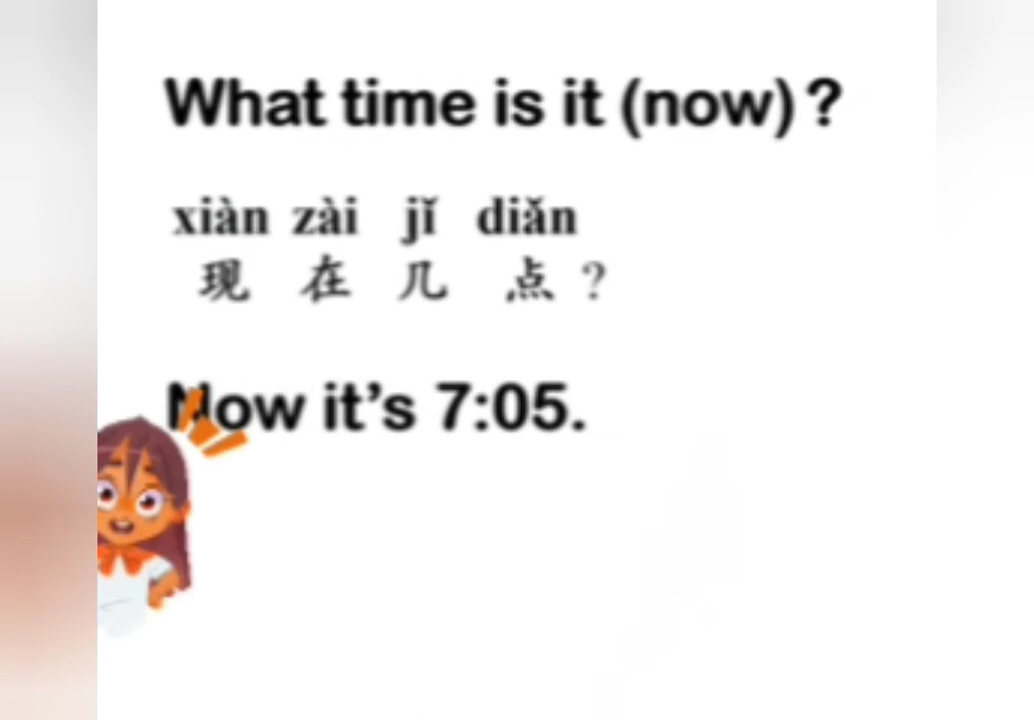 What time is it (now)?
xiàn zài jǐ diǎn
现在几点?
Now it's 7:05.